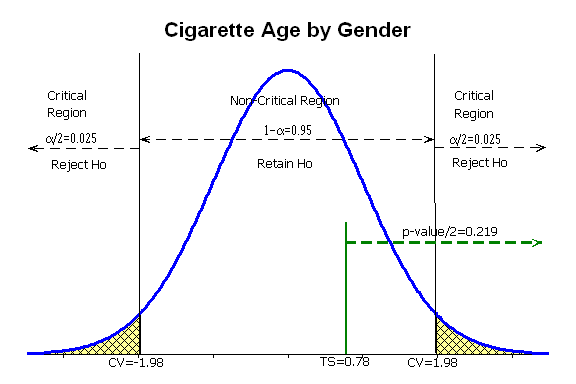 Cigarette Age by Gender
Critical
Region
α/2=0.025
Reject Ho
Non-Critical Region
1-α=0.95
Retain Ho
Critical
Region
α/2=0.025
Reject Ho
p-value/2=0.219
CV=-1.98
TS=0.78
CV=1.98